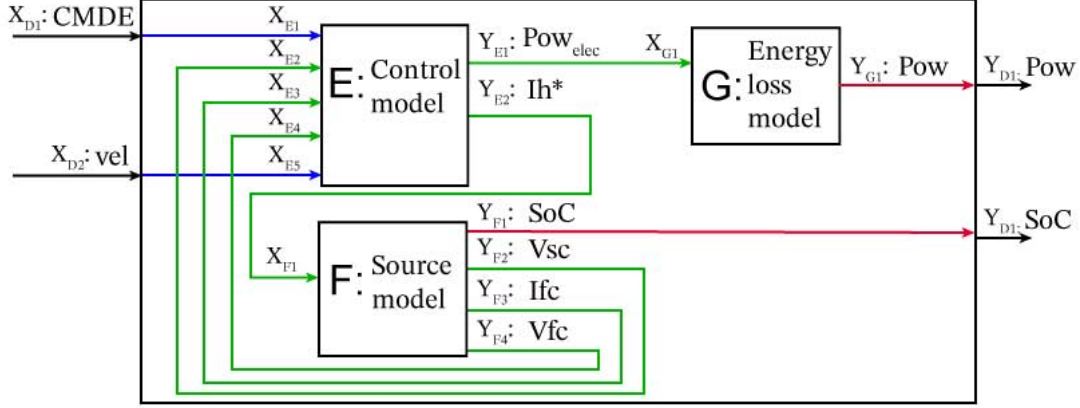 X_D1: CMDE
X_E1
X_E2
X_E3
X_E4
X_D2: vel
X_E5
E: Control model
Y_E1: Pow_elec
Y_E2: Ih*
X_G1
G: Energy loss model
Y_G1: Pow
Y_D1: Pow
X_F1
F: Source model
Y_F1: SoC
Y_F2: Vsc
Y_F3: Ifc
Y_F4: Vfc
Y_D1: SoC